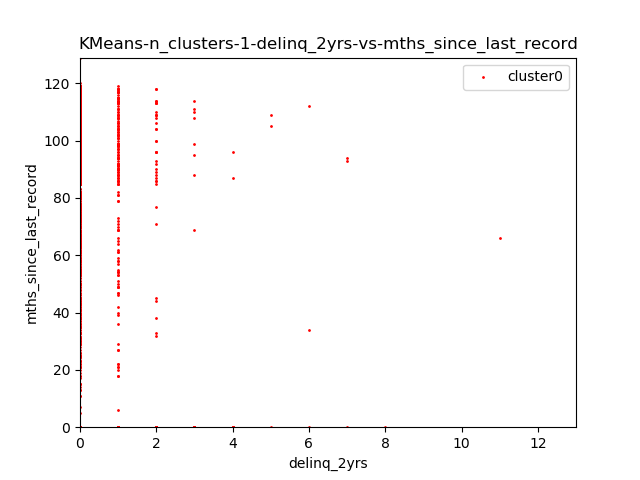 KMeans-n_clusters-1-delinq_2yrs-vs-mths_since_last_record
cluster0
120
100
80
60
40
20
0
mths_since_last_record
0 2 4 6 8 10 12
delinq_2yrs